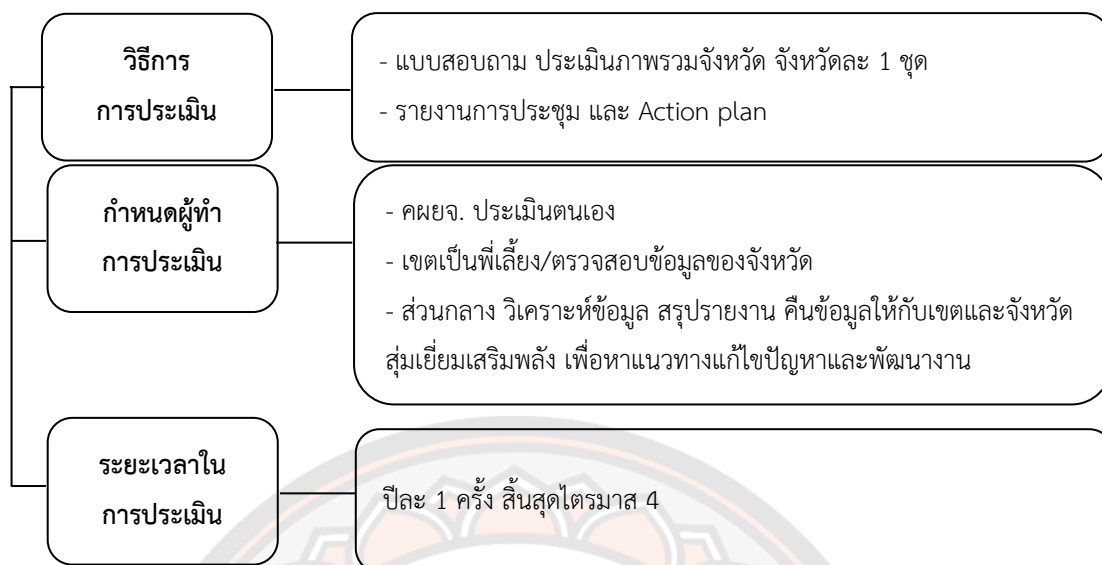 วิธีการ
การประเมิน
- แบบสอบถาม ประเมินภาพรวมจังหวัด จังหวัดละ 1 ชุด
- รายงานการประชุม และ Action plan
กำหนดผู้ทำ
การประเมิน
- คผยจ. ประเมินตนเอง
- เขตเป็นพี่เลี้ยง/ตรวจสอบข้อมูลของจังหวัด
- ส่วนกลาง วิเคราะห์ข้อมูล สรุปรายงาน คืนข้อมูลให้กับเขตและจังหวัด
สุ่มเยี่ยมเสริมพลัง เพื่อหาแนวทางแก้ไขปัญหาและพัฒนางาน
ระยะเวลาใน
การประเมิน
ปีละ 1 ครั้ง สิ้นสุดไตรมาส 4